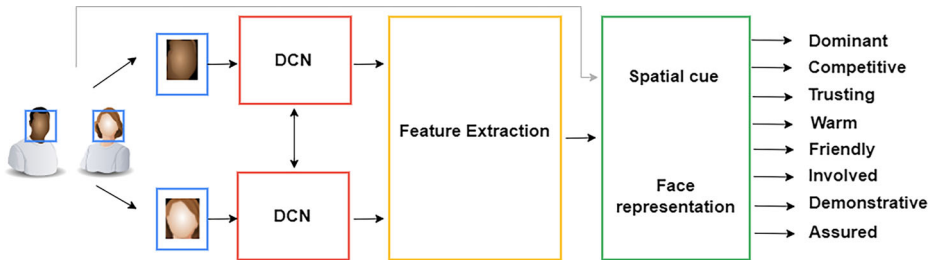 DCN
DCN
Feature Extraction
Spatial cue
Face
representation
Dominant
Competitive
Trusting
Warm
Friendly
Involved
Demonstrative
Assured